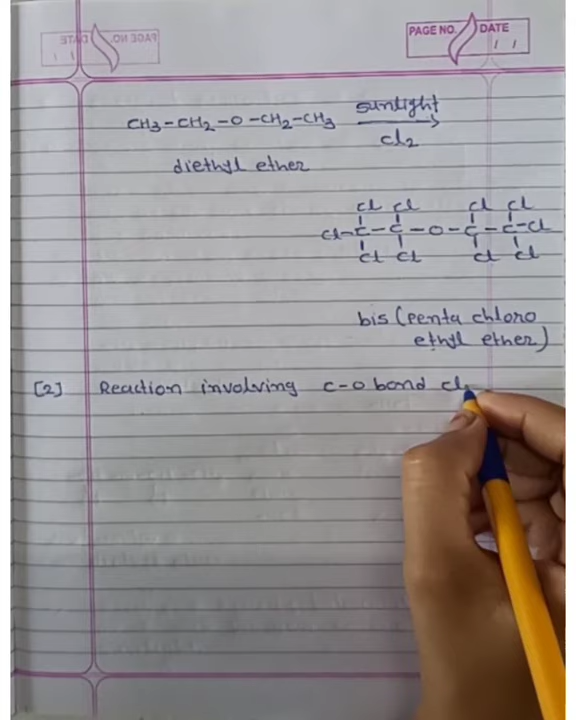 PAGE NO. DATE
/ /
CH3-CH2-O-CH2-CH3 sunlight
Cl2
diethyl ether
Cl Cl Cl Cl
Cl-C-C-O-C-C-Cl
Cl Cl Cl Cl
bis (penta chloro
ethyl ether)
[2] Reaction involving C-O bond cl